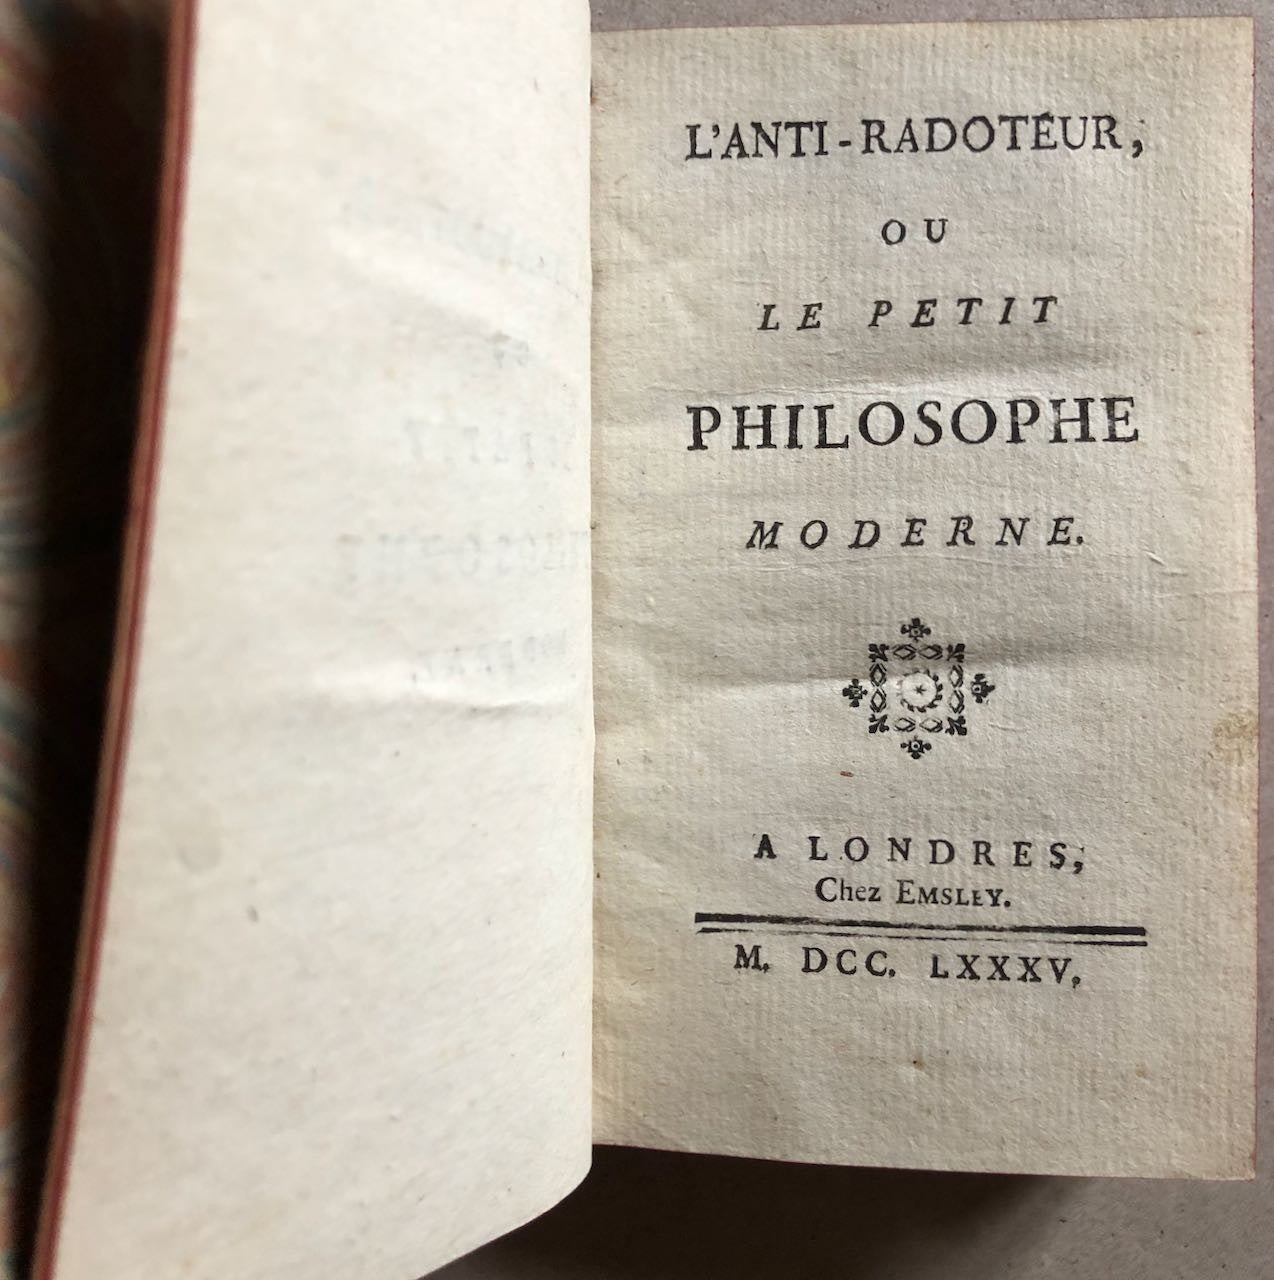 L'ANTI-RADOTEUR,
OU
LE PETIT
PHILOSOPHE
MODERNE.
A LONDRES,
Chez EMSLEY.
M. DCC. LXXXV.